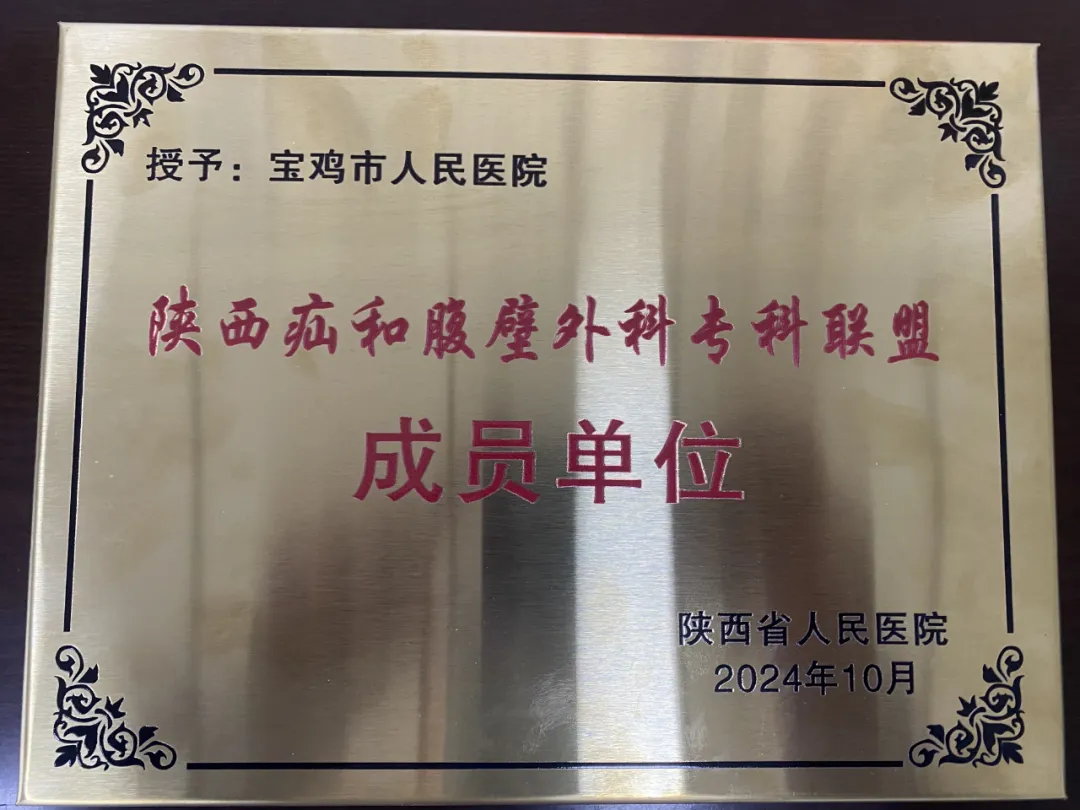 授予：宝鸡市人民医院
陕西疝和腹壁外科专科联盟
成员单位
陕西省人民医院
2024年10月